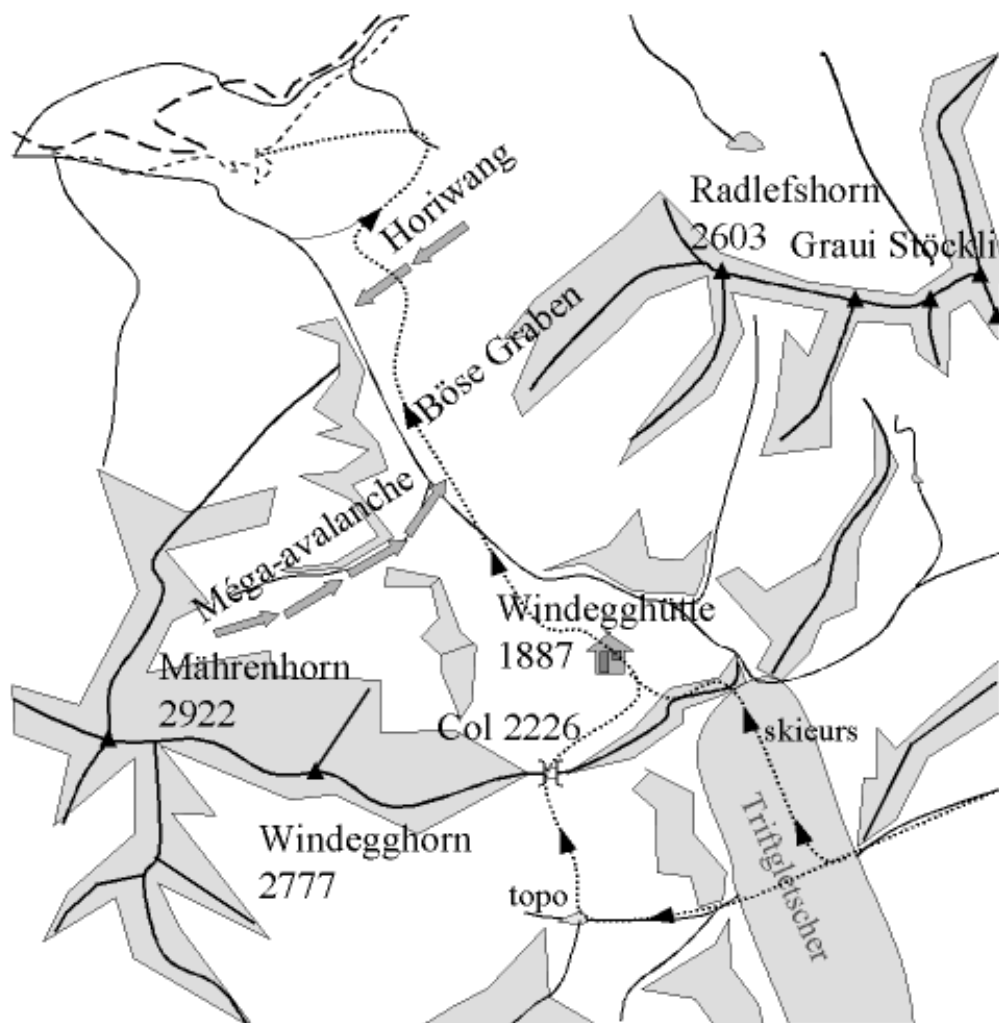 Horiwang
Radlefshorn
2603
Graui Stöckli
Böse Graben
Méga-avalanche
Windegghütte
1887
Mährenhorn
2922
Col 2226
skieurs
Windegghorn
2777
topo
Triftgletscher